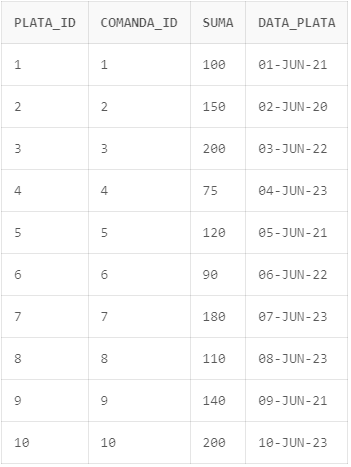 PLATA_ID COMANDA_ID SUMA DATA_PLATA
1 1 100 01-JUN-21
2 2 150 02-JUN-20
3 3 200 03-JUN-22
4 4 75 04-JUN-23
5 5 120 05-JUN-21
6 6 90 06-JUN-22
7 7 180 07-JUN-23
8 8 110 08-JUN-23
9 9 140 09-JUN-21
10 10 200 10-JUN-23